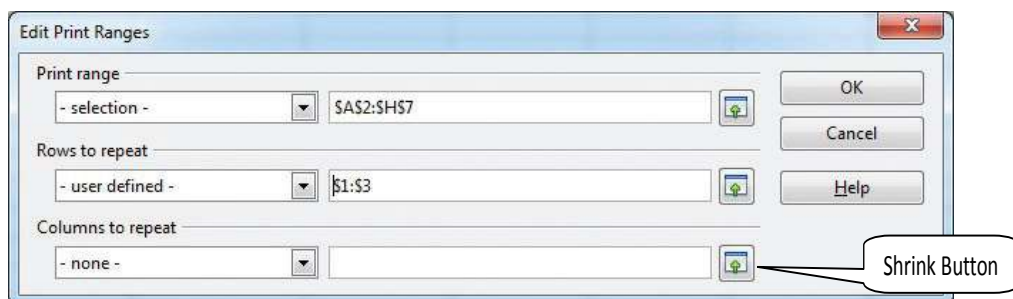 Edit Print Ranges
Print range
- selection -
$A$2:$H$7
OK
Cancel
Rows to repeat
- user defined -
$1:$3
Help
Columns to repeat
- none -
Shrink Button